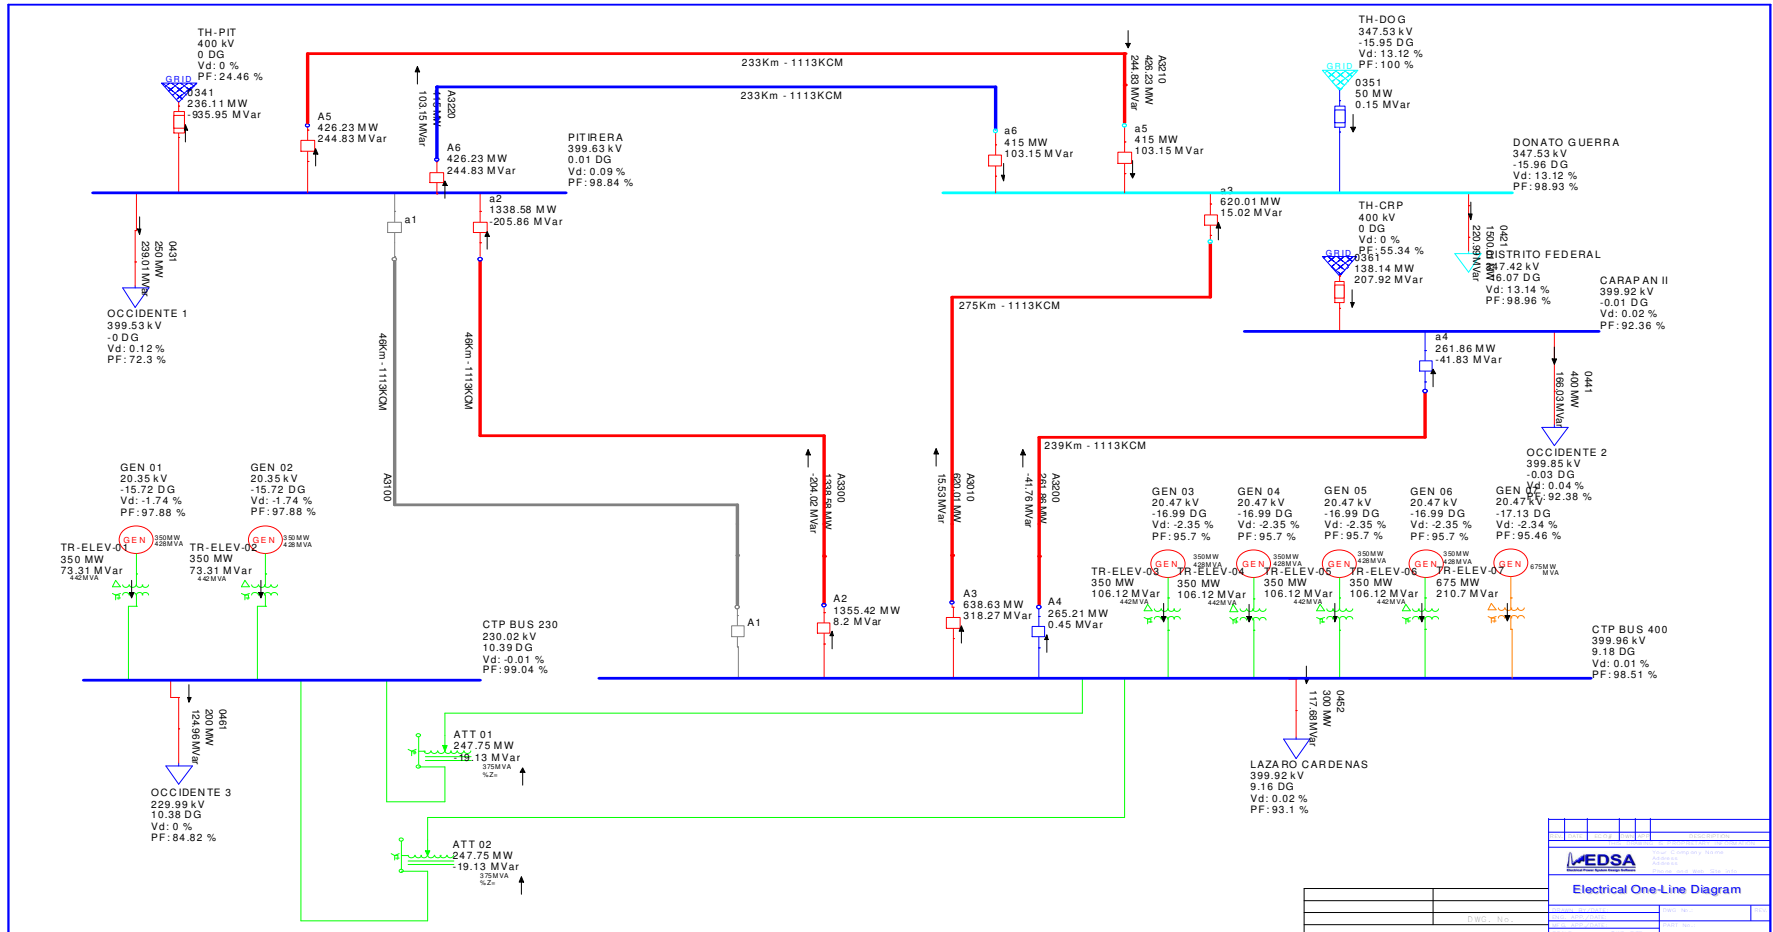 TH-PIT
400 kV
0 DG
Vd: 0 %
PF: 24.46 %
GRID
0341
236.11 MW
-935.95 MVar
A5
426.23 MW
244.83 MVar
233Km - 1113KCM
A3220
103.15 MVar
233Km - 1113KCM
A6
426.23 MW
244.83 MVar
PITIRERA
399.63 kV
0.01 DG
Vd: 0.09 %
PF: 98.84 %
A3210
426.23 MW
244.83 MVar
a6
415 MW
103.15 MVar
a5
415 MW
103.15 MVar
TH-DOG
347.53 kV
-15.95 DG
Vd: 13.12 %
PF: 100 %
GRID
0351
50 MW
0.15 MVar
DONATO GUERRA
347.53 kV
-15.96 DG
Vd: 13.12 %
PF: 98.93 %
a1
a2
1338.58 MW
-205.86 MVar
a3
620.01 MW
15.02 MVar
TH-CRP
400 kV
0 DG
Vd: 0 %
PF: 55.34 %
GRID
0361
138.14 MW
207.92 MVar
0421
220.99 MVar
DISTRITO FEDERAL
347.42 kV
Vd: 13.14 %
PF: 98.96 %
CARAPAN II
399.92 kV
-0.01 DG
Vd: 0.02 %
PF: 92.36 %
0431
250 MW
239.01 MVar
OCCIDENTE 1
399.53 kV
-0 DG
Vd: 0.12 %
PF: 72.3 %
46Km - 1113KCM
46Km - 1113KCM
275Km - 1113KCM
a4
261.86 MW
-41.83 MVar
0441
400 MW
166.03 MVar
239Km - 1113KCM
OCCIDENTE 2
399.85 kV
-0.03 DG
Vd: 0.04 %
PF: 92.38 %
A3100
A3300
1338.58 MW
-204.02 MVar
A3010
620.01 MW
15.53 MVar
A3200
261.86 MW
-41.76 MVar
GEN 01
20.35 kV
-15.72 DG
Vd: -1.74 %
PF: 97.88 %
GEN
350MW
428MVA
TR-ELEV-01
350 MW
73.31 MVar
442MVA
GEN 02
20.35 kV
-15.72 DG
Vd: -1.74 %
PF: 97.88 %
GEN
350MW
428MVA
TR-ELEV-02
350 MW
73.31 MVar
442MVA
GEN 03
20.47 kV
-16.99 DG
Vd: -2.35 %
PF: 95.7 %
GEN
350MW
428MVA
TR-ELEV-03
350 MW
106.12 MVar
442MVA
GEN 04
20.47 kV
-16.99 DG
Vd: -2.35 %
PF: 95.7 %
GEN
350MW
428MVA
TR-ELEV-04
350 MW
106.12 MVar
442MVA
GEN 05
20.47 kV
-16.99 DG
Vd: -2.35 %
PF: 95.7 %
GEN
350MW
428MVA
TR-ELEV-05
350 MW
106.12 MVar
442MVA
GEN 06
20.47 kV
-16.99 DG
Vd: -2.35 %
PF: 95.7 %
GEN
350MW
428MVA
TR-ELEV-06
350 MW
106.12 MVar
442MVA
GEN 07
20.47 kV
-17.13 DG
Vd: -2.34 %
PF: 95.46 %
GEN
675MW
MVA
TR-ELEV-07
675 MW
210.7 MVar
A1
A2
1355.42 MW
8.2 MVar
A3
638.63 MW
318.27 MVar
A4
265.21 MW
0.45 MVar
CTP BUS 230
230.02 kV
10.39 DG
Vd: -0.01 %
PF: 99.04 %
CTP BUS 400
399.96 kV
9.18 DG
Vd: 0.01 %
PF: 98.51 %
0461
200 MW
124.96 MVar
OCCIDENTE 3
229.99 kV
10.38 DG
Vd: 0 %
PF: 84.82 %
ATT 01
247.75 MW
-19.13 MVar
375MVA
%Z=
ATT 02
247.75 MW
-19.13 MVar
375MVA
%Z=
0452
300 MW
117.68 MVar
LAZARO CARDENAS
399.92 kV
9.16 DG
Vd: 0.02 %
PF: 93.1 %
DESCRIPTION
EDSA
Electrical One-Line Diagram
DWG. No.